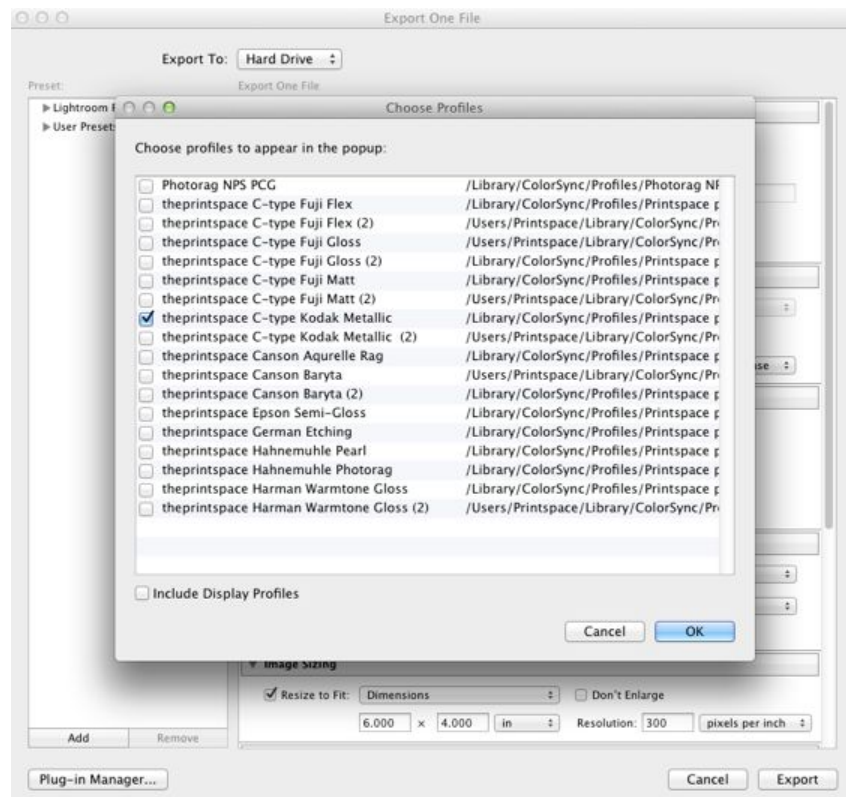 Export One File
Export To: Hard Drive
Preset: Export One File
Lightroom
User Preset
Choose Profiles
Choose profiles to appear in the popup:
Photorag NPS PCG /Library/ColorSync/Profiles/Photorag NF
theprintspace C-type Fuji Flex /Library/ColorSync/Profiles/Printspace p
theprintspace C-type Fuji Flex (2) /Users/Printspace/Library/ColorSync/Pr
theprintspace C-type Fuji Gloss /Users/Printspace/Library/ColorSync/Pr
theprintspace C-type Fuji Gloss (2) /Library/ColorSync/Profiles/Printspace p
theprintspace C-type Fuji Matt /Library/ColorSync/Profiles/Printspace p
theprintspace C-type Fuji Matt (2) /Users/Printspace/Library/ColorSync/Pr
theprintspace C-type Kodak Metallic /Library/ColorSync/Profiles/Printspace p
theprintspace C-type Kodak Metallic (2) /Users/Printspace/Library/ColorSync/Pr
theprintspace Canson Aqurelle Rag /Library/ColorSync/Profiles/Printspace p
theprintspace Canson Baryta /Users/Printspace/Library/ColorSync/Pr
theprintspace Canson Baryta (2) /Library/ColorSync/Profiles/Printspace p
theprintspace Epson Semi-Gloss /Library/ColorSync/Profiles/Printspace p
theprintspace German Etching /Library/ColorSync/Profiles/Printspace p
theprintspace Hahnemuhle Pearl /Library/ColorSync/Profiles/Printspace p
theprintspace Hahnemuhle Photorag /Library/ColorSync/Profiles/Printspace p
theprintspace Harman Warmtone Gloss /Library/ColorSync/Profiles/Printspace p
theprintspace Harman Warmtone Gloss (2) /Users/Printspace/Library/ColorSync/Pr
Include Display Profiles
Cancel OK
Image Sizing
Resize to Fit: Dimensions Don't Enlarge
6.000 x 4.000 in Resolution: 300 pixels per inch
Add Remove
Plug-in Manager... Cancel Export